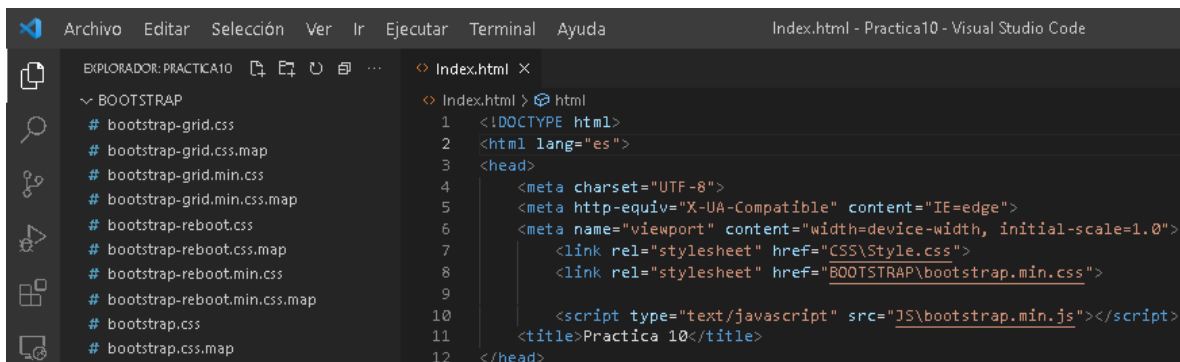 Archivo Editar Selección Ver Ir Ejecutar Terminal Ayuda Index.html - Practica10 - Visual Studio Code
EXPLORADOR: PRACTICA10 ···
BOOTSTRAP
# bootstrap-grid.css
# bootstrap-grid.css.map
# bootstrap-grid.min.css
# bootstrap-grid.min.css.map
# bootstrap-reboot.css
# bootstrap-reboot.css.map
# bootstrap-reboot.min.css
# bootstrap-reboot.min.css.map
# bootstrap.css
# bootstrap.css.map
<> Index.html ×
<> Index.html > html
1 <!DOCTYPE html>
2 <html lang="es">
3 <head>
4 <meta charset="UTF-8">
5 <meta http-equiv="X-UA-Compatible" content="IE=edge">
6 <meta name="viewport" content="width=device-width, initial-scale=1.0">
7 <link rel="stylesheet" href="CSS\Style.css">
8 <link rel="stylesheet" href="BOOTSTRAP\bootstrap.min.css">
9
10 <script type="text/javascript" src="JS\bootstrap.min.js"></script>
11 <title>Practica 10</title>
12 </head>